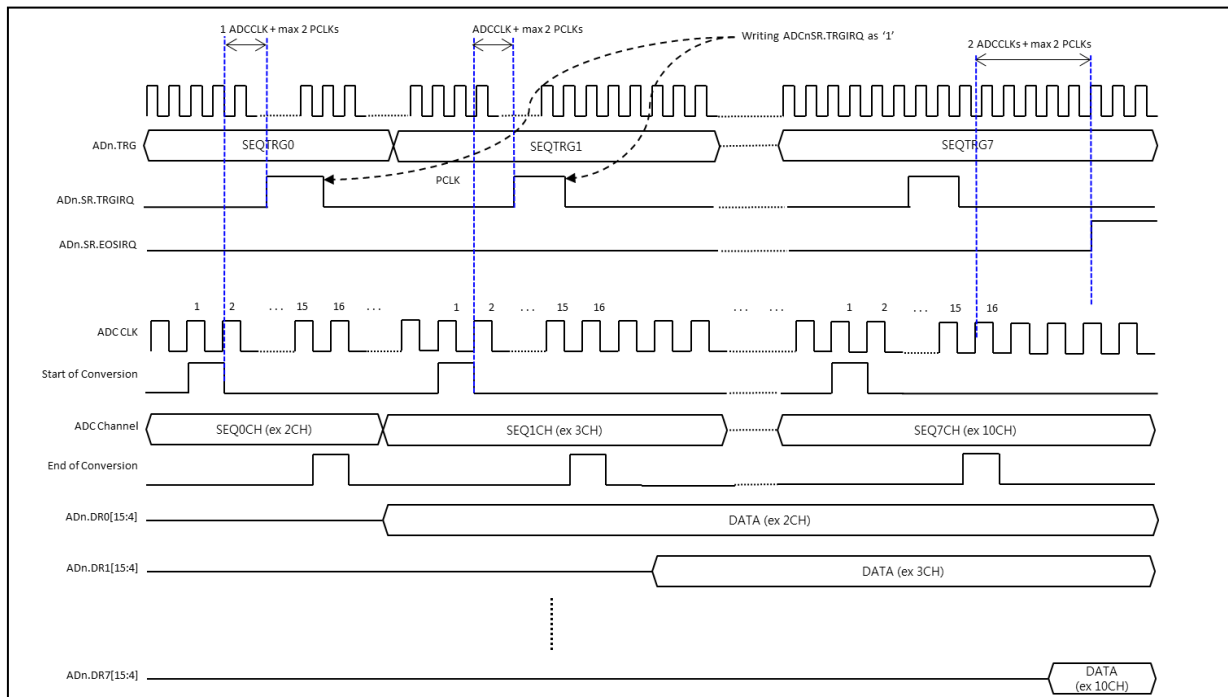 1 ADCCLK + max 2 PCLKs
ADCCLK + max 2 PCLKs
Writing ADCnSR.TRGIRQ as ‘1’
2 ADCCLKs + max 2 PCLKs
ADn.TRG
SEQTRG0
SEQTRG1
SEQTRG7
PCLK
ADn.SR.TRGIRQ
ADn.SR.EOSIRQ
1 2 ... 15 16 ... 1 2 ... 15 16 ... ... 1 2 ... 15 16
ADC CLK
Start of Conversion
ADC Channel
SEQ0CH (ex 2CH)
SEQ1CH (ex 3CH)
SEQ7CH (ex 10CH)
End of Conversion
ADn.DR0[15:4]
DATA (ex 2CH)
ADn.DR1[15:4]
DATA (ex 3CH)
ADn.DR7[15:4]
DATA
(ex 10CH)